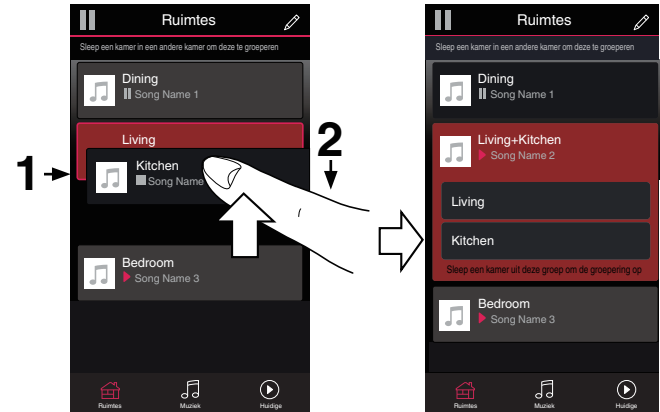 Ruimtes
Sleep een kamer in een andere kamer om deze te groeperen
Dining
Song Name 1
Living
Kitchen
Song Name
1
2
Bedroom
Song Name 3
Ruimtes
Muziek
Huidige
Ruimtes
Sleep een kamer in een andere kamer om deze te groeperen
Dining
Song Name 1
Living+Kitchen
Song Name 2
Living
Kitchen
Sleep een kamer uit deze groep om de groepering op
Bedroom
Song Name 3
Ruimtes
Muziek
Huidige